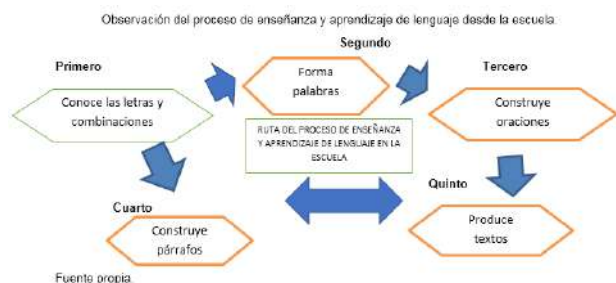 Observación del proceso de enseñanza y aprendizaje de lenguaje desde la escuela.
Primero
Conoce las letras y
combinaciones
Segundo
Forma
palabras
Tercero
Construye
oraciones
RUTA DEL PROCESO DE ENSEÑANZA
Y APRENDIZAJE DE LENGUAJE EN LA
ESCUELA
Cuarto
Construye
párrafos
Quinto
Produce
textos
Fuente propia.